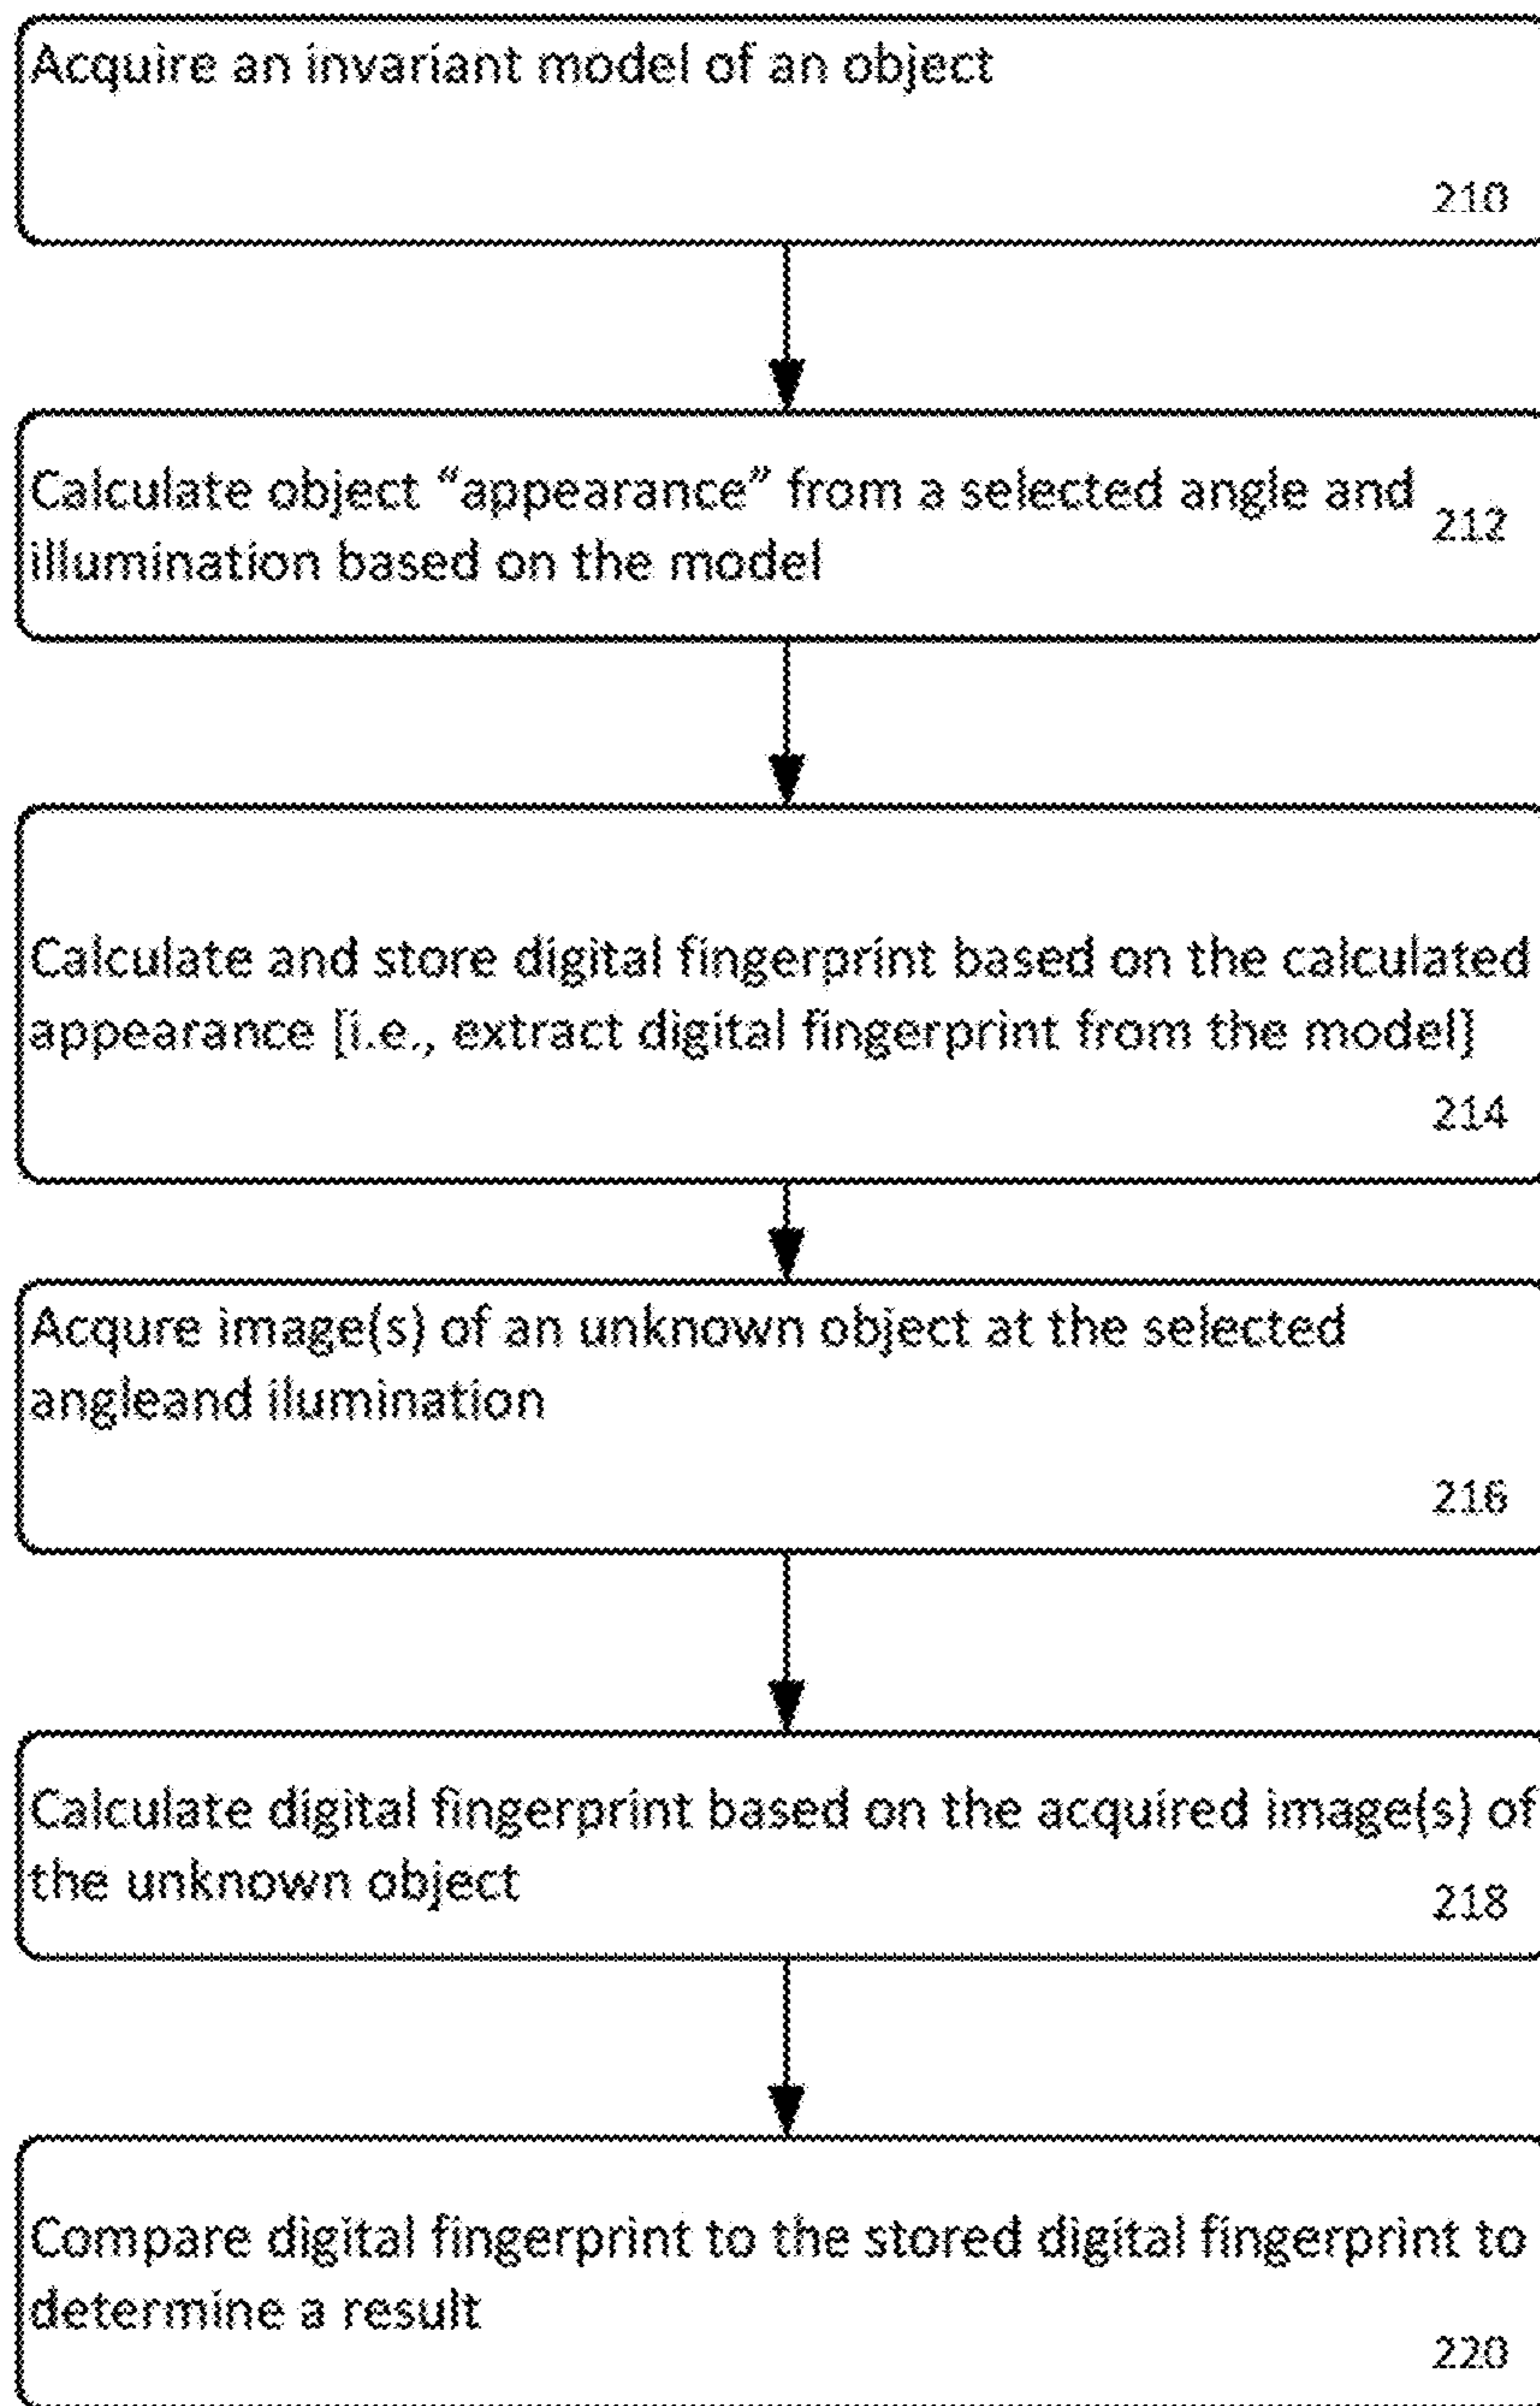 Acquire an invariant model of an object
210
Calculate object “appearance” from a selected angle and
212
illumination based on the model
Calculate and store digital fingerprint based on the calculated
appearance [i.e., extract digital fingerprint from the model]
214
Acqure image(s) of an unknown object at the selected
angleand ilumination
216
Calculate digital fingerprint based on the acquired image(s) of
the unknown object
218
Compare digital fingerprint to the stored digital fingerprint to
determine a result
220